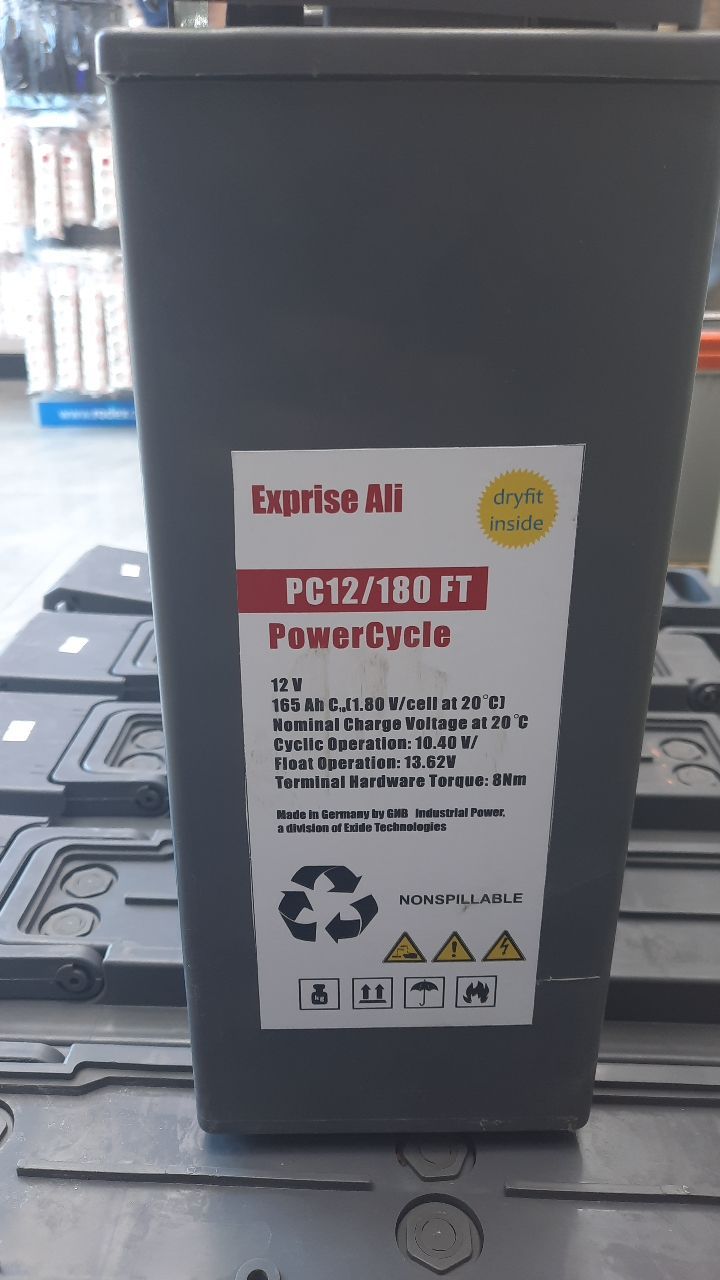 Exprise Ali
dryfit
inside
PC12/180 FT
PowerCycle
12 V
165 Ah C₁₀(1.80 V/cell at 20°C)
Nominal Charge Voltage at 20°C
Cyclic Operation: 10.40 V/
Float Operation: 13.62V
Terminal Hardware Torque: 8Nm
Made in Germany by GNB Industrial Power,
a division of Exide Technologies
NONSPILLABLE
kg